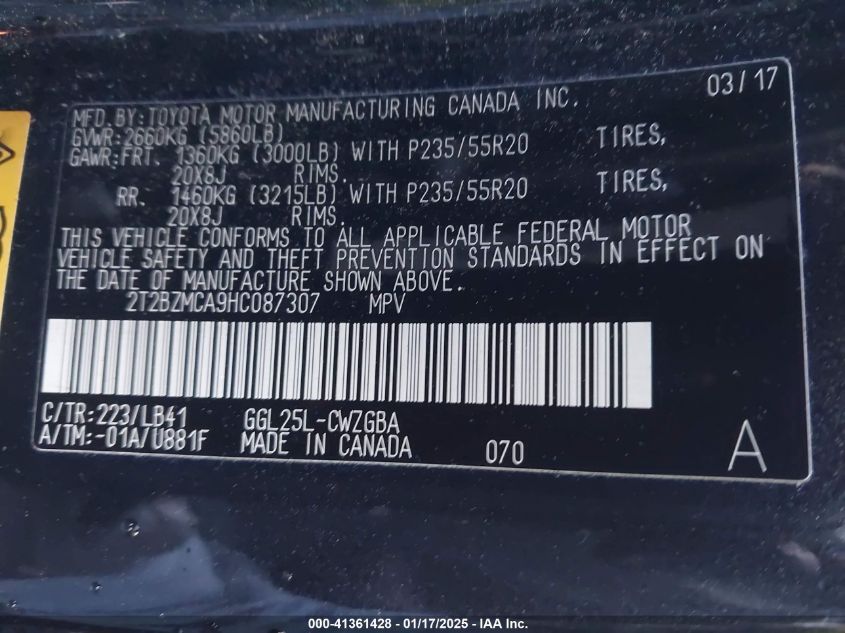 03/17
MFD. BY: TOYOTA MOTOR MANUFACTURING CANADA INC.
GVWR: 2660KG (5860LB)
GAWR: FRT. 1360KG (3000LB) WITH P235/55R20 TIRES,
20X8J RIMS.
RR. 1460KG (3215LB) WITH P235/55R20 TIRES,
20X8J RIMS.
THIS VEHICLE CONFORMS TO ALL APPLICABLE FEDERAL MOTOR
VEHICLE SAFETY AND THEFT PREVENTION STANDARDS IN EFFECT ON
THE DATE OF MANUFACTURE SHOWN ABOVE.
2T2BZMCA9HC087307 MPV
C/TR: 223/LB41 GGL25L-CWZGBA
A/TM: -01A/U881F MADE IN CANADA 070 A
000-41361428 - 01/17/2025 - IAA Inc.